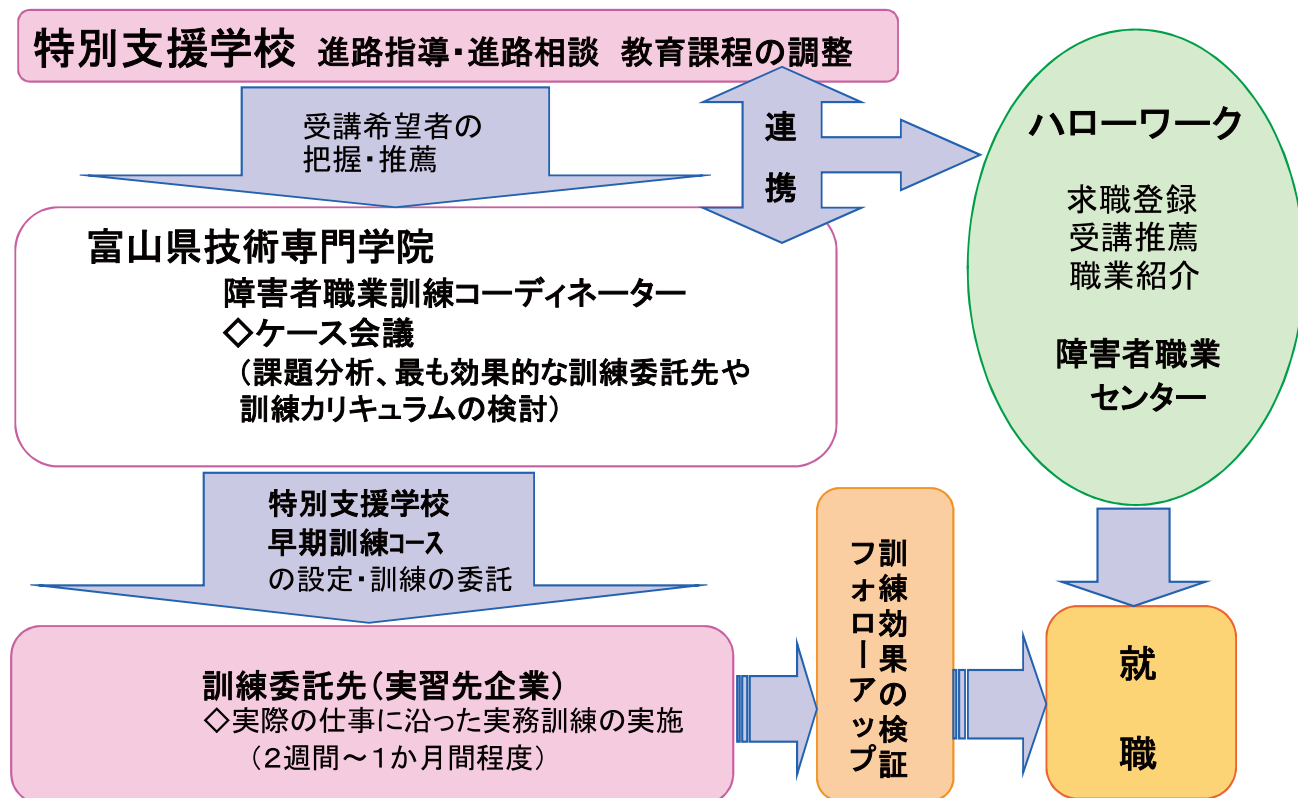 特別支援学校 進路指導・進路相談 教育課程の調整
受講希望者の
把握・推薦
連携
ハローワーク
求職登録
受講推薦
職業紹介
障害者職業
センター
富山県技術専門学院
障害者職業訓練コーディネーター
◇ケース会議
（課題分析、最も効果的な訓練委託先や
訓練カリキュラムの検討）
特別支援学校
早期訓練コース
の設定・訓練の委託
訓練委託先（実習先企業）
◇実際の仕事に沿った実務訓練の実施
（２週間～１か月間程度）
訓練効果の検証
フォローアップ
就職